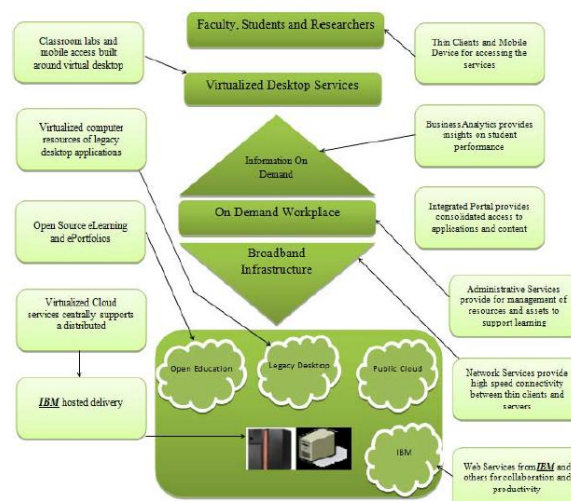 Faculty, Students and Researchers
Classroom labs and
mobile access built
around virtual desktop
Thin Clients and Mobile
Device for accessing the
services
Virtualized Desktop Services
Virtualized computer
resources of legacy
desktop applications
Business Analytics provides
insights on student
performance
Information On
Demand
Open Source eLearning
and ePortfolios
On Demand Workplace
Integrated Portal provides
consolidated access to
applications and content
Broadband
Infrastructure
Virtualized Cloud
services centrally supports
a distributed
Administrative Services
provide for management of
resources and assets to
support learning
Open Education
Legacy Desktop
Public Cloud
Network Services provide
high speed connectivity
between thin clients and
servers
IBM hosted delivery
IBM
Web Services from IBM and
others for collaboration and
productivity